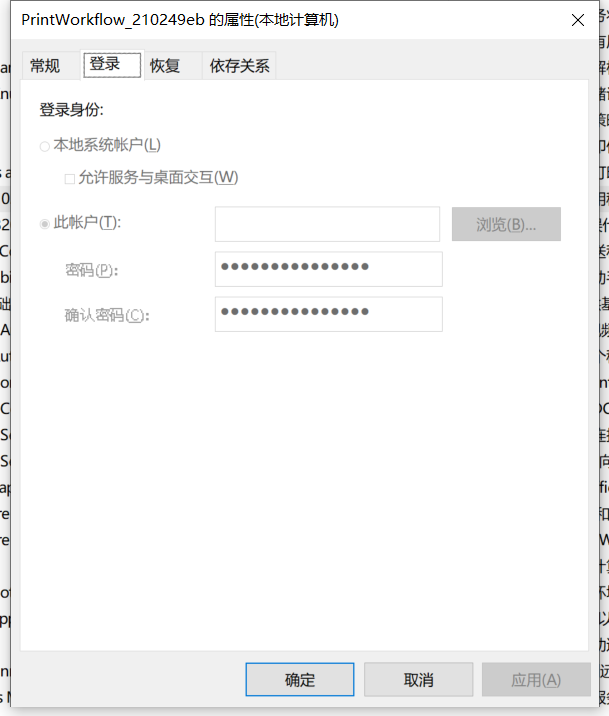 PrintWorkflow_210249eb 的属性(本地计算机)
常规 登录 恢复 依存关系
登录身份:
本地系统帐户(L)
允许服务与桌面交互(W)
此帐户(T):
浏览(B)...
密码(P): ●●●●●●●●●●●●●●●
确认密码(C): ●●●●●●●●●●●●●●●
确定 取消 应用(A)